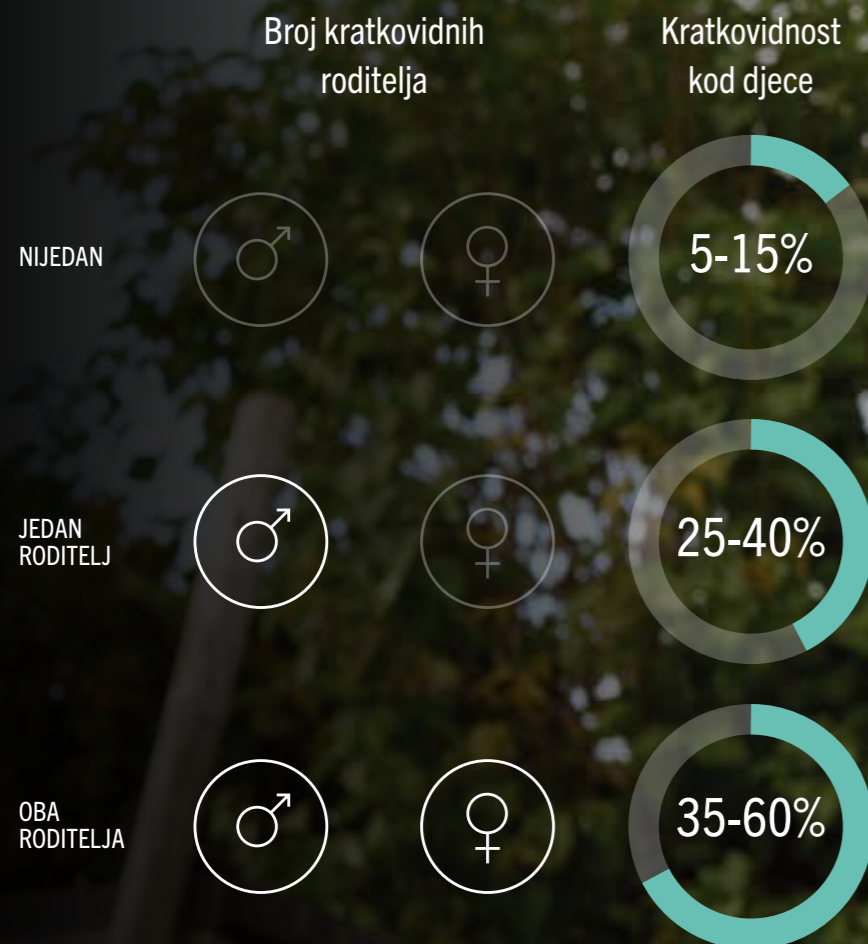 Broj kratkovidnih
roditelja
Kratkovidnost
kod djece
NIJEDAN
5-15%
JEDAN
RODITELJ
25-40%
OBA
RODITELJA
35-60%